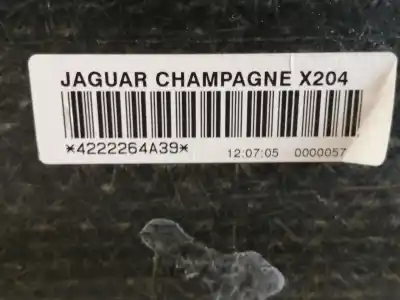 JAGUAR CHAMPAGNE X204
*4222264A39* 12:07:05 0000057